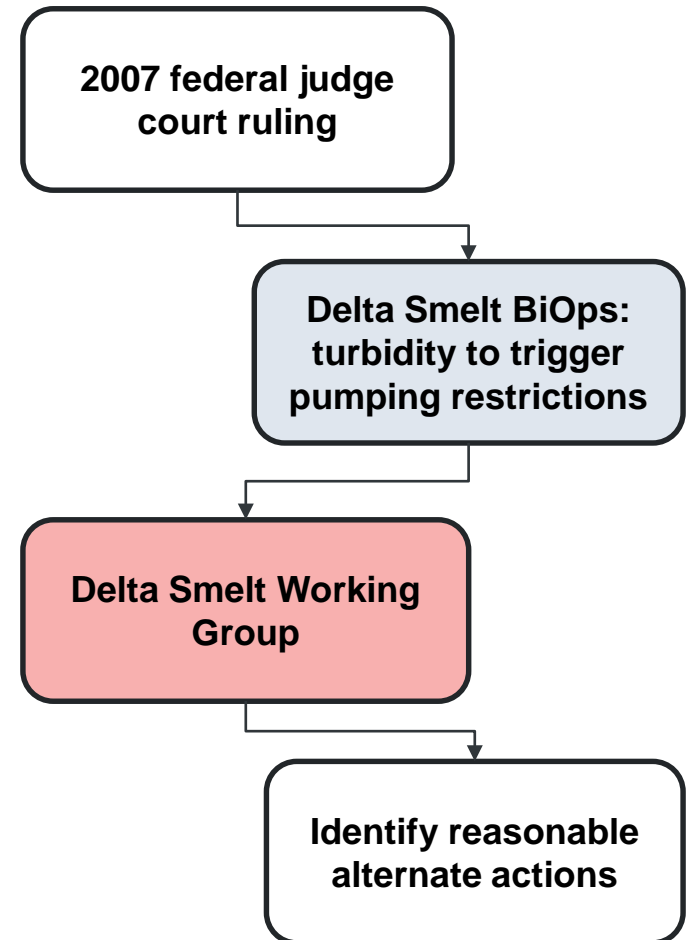 2007 federal judge
court ruling
Delta Smelt BiOps:
turbidity to trigger
pumping restrictions
Delta Smelt Working
Group
Identify reasonable
alternate actions